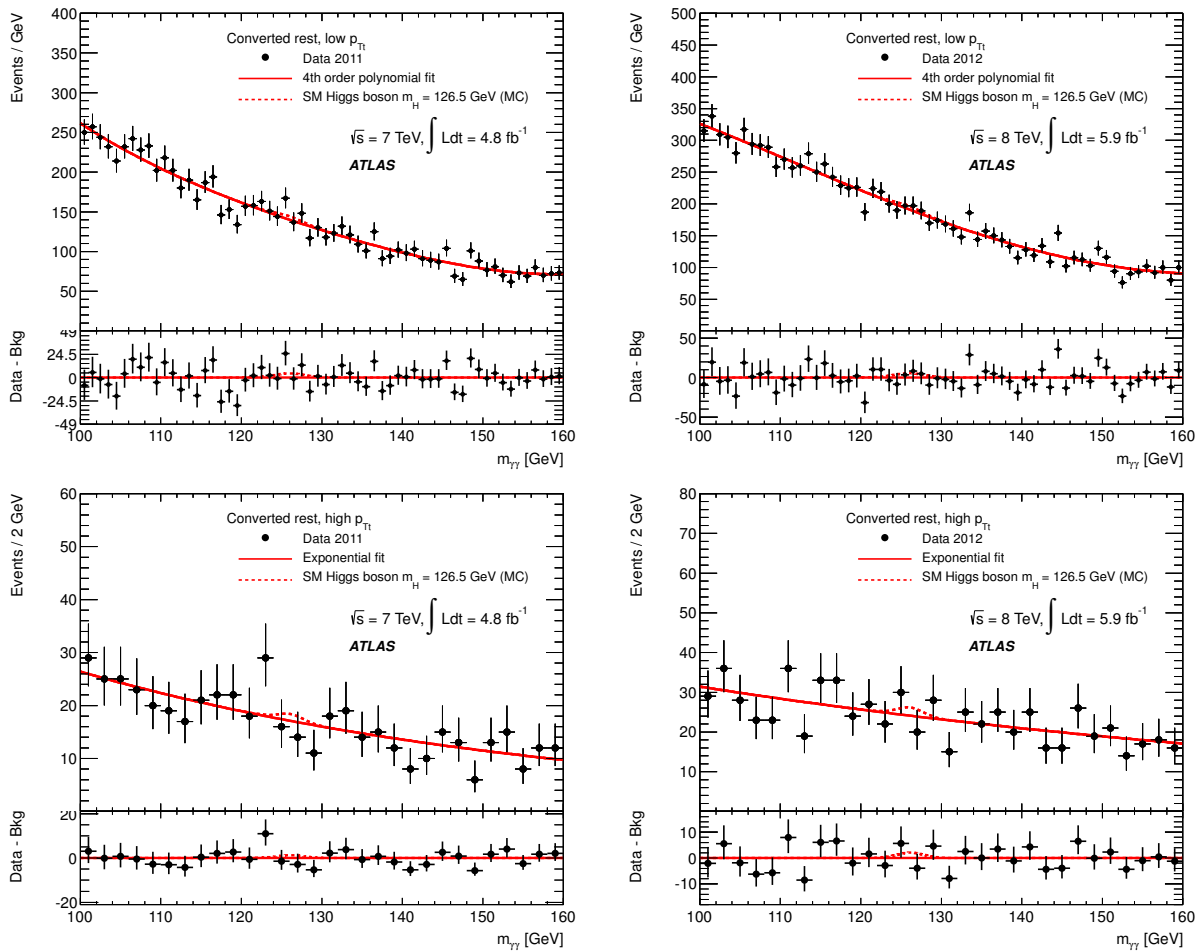 Events / GeV
400
350
300
250
200
150
100
50
Converted rest, low p_Tt
Data 2011
4th order polynomial fit
SM Higgs boson m_H = 126.5 GeV (MC)
√s = 7 TeV, ∫ Ldt = 4.8 fb⁻¹
ATLAS
Data - Bkg
49
24.5
0
-24.5
-49
100 110 120 130 140 150 160
m_γγ [GeV]
Events / GeV
500
450
400
350
300
250
200
150
100
50
Converted rest, low p_Tt
Data 2012
4th order polynomial fit
SM Higgs boson m_H = 126.5 GeV (MC)
√s = 8 TeV, ∫ Ldt = 5.9 fb⁻¹
ATLAS
Data - Bkg
50
0
-50
100 110 120 130 140 150 160
m_γγ [GeV]
Events / 2 GeV
60
50
40
30
20
10
Converted rest, high p_Tt
Data 2011
Exponential fit
SM Higgs boson m_H = 126.5 GeV (MC)
√s = 7 TeV, ∫ Ldt = 4.8 fb⁻¹
ATLAS
Data - Bkg
20
0
-20
100 110 120 130 140 150 160
m_γγ [GeV]
Events / 2 GeV
80
70
60
50
40
30
20
10
Converted rest, high p_Tt
Data 2012
Exponential fit
SM Higgs boson m_H = 126.5 GeV (MC)
√s = 8 TeV, ∫ Ldt = 5.9 fb⁻¹
ATLAS
Data - Bkg
10
0
-10
100 110 120 130 140 150 160
m_γγ [GeV]